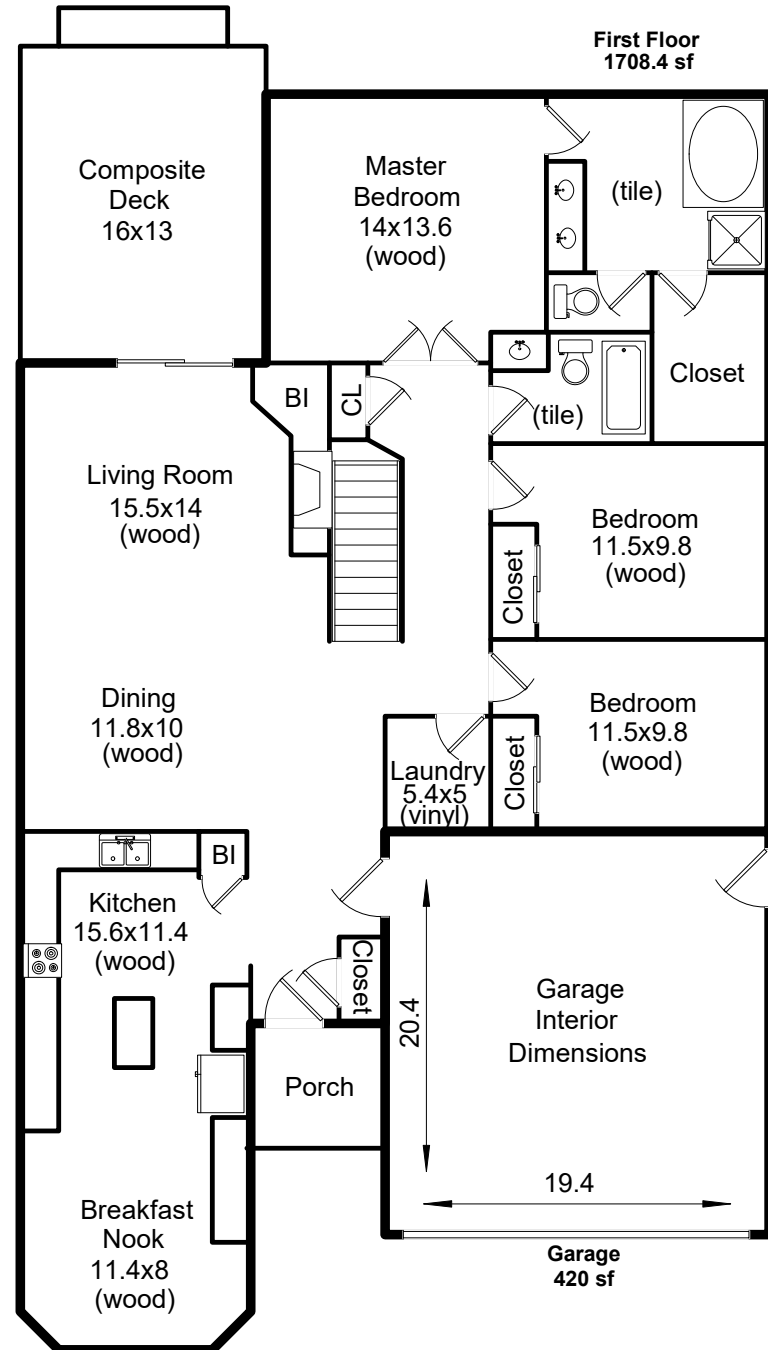 First Floor
1708.4 sf
Composite
Deck
16x13
Master
Bedroom
14x13.6
(wood)
(tile)
Closet
BI
CL
(tile)
Living Room
15.5x14
(wood)
Bedroom
11.5x9.8
(wood)
Closet
Dining
11.8x10
(wood)
Bedroom
11.5x9.8
(wood)
Closet
Laundry
5.4x5
(vinyl)
BI
Kitchen
15.6x11.4
(wood)
Closet
Garage
Interior
Dimensions
20.4
19.4
Porch
Breakfast
Nook
11.4x8
(wood)
Garage
420 sf